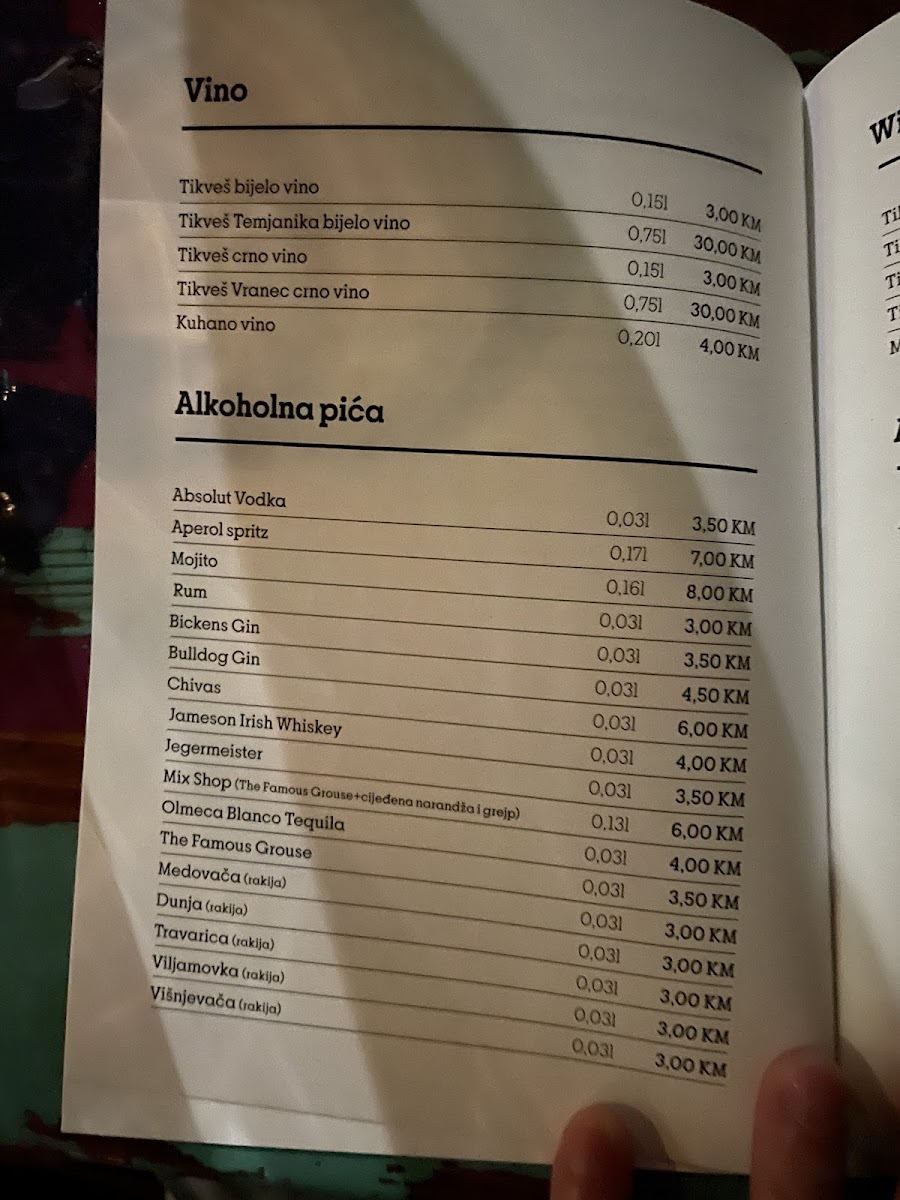 Vino
Tikveš bijelo vino 0,15l 3,00 KM
Tikveš Temjanika bijelo vino 0,75l 30,00 KM
Tikveš crno vino 0,15l 3,00 KM
Tikveš Vranec crno vino 0,75l 30,00 KM
Kuhano vino 0,20l 4,00 KM
Alkoholna pića
Absolut Vodka 0,03l 3,50 KM
Aperol spritz 0,17l 7,00 KM
Mojito 0,16l 8,00 KM
Rum 0,03l 3,00 KM
Bickens Gin 0,03l 3,50 KM
Bulldog Gin 0,03l 4,50 KM
Chivas 0,03l 6,00 KM
Jameson Irish Whiskey 0,03l 4,00 KM
Jegermeister 0,03l 3,50 KM
Mix Shop (The Famous Grouse+cijeđena narandža i grejp) 0,13l 6,00 KM
Olmeca Blanco Tequila 0,03l 4,00 KM
The Famous Grouse 0,03l 3,50 KM
Medovača (rakija) 0,03l 3,00 KM
Dunja (rakija) 0,03l 3,00 KM
Travarica (rakija) 0,03l 3,00 KM
Viljamovka (rakija) 0,03l 3,00 KM
Višnjevača (rakija) 0,03l 3,00 KM